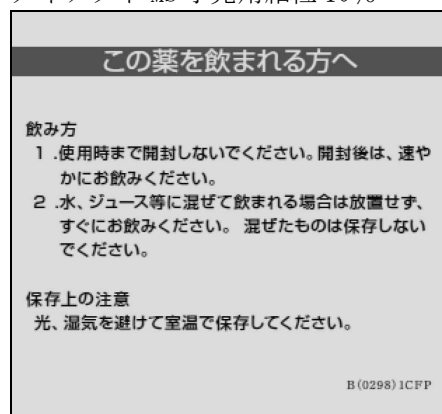 この薬を飲まれる方へ
飲み方
1 .使用時まで開封しないでください。開封後は、速や
かにお飲みください。
2 .水、ジュース等に混ぜて飲まれる場合は放置せず、
すぐにお飲みください。 混ぜたものは保存しない
でください。
保存上の注意
光、湿気を避けて室温で保存してください。
B(0298)1CFP